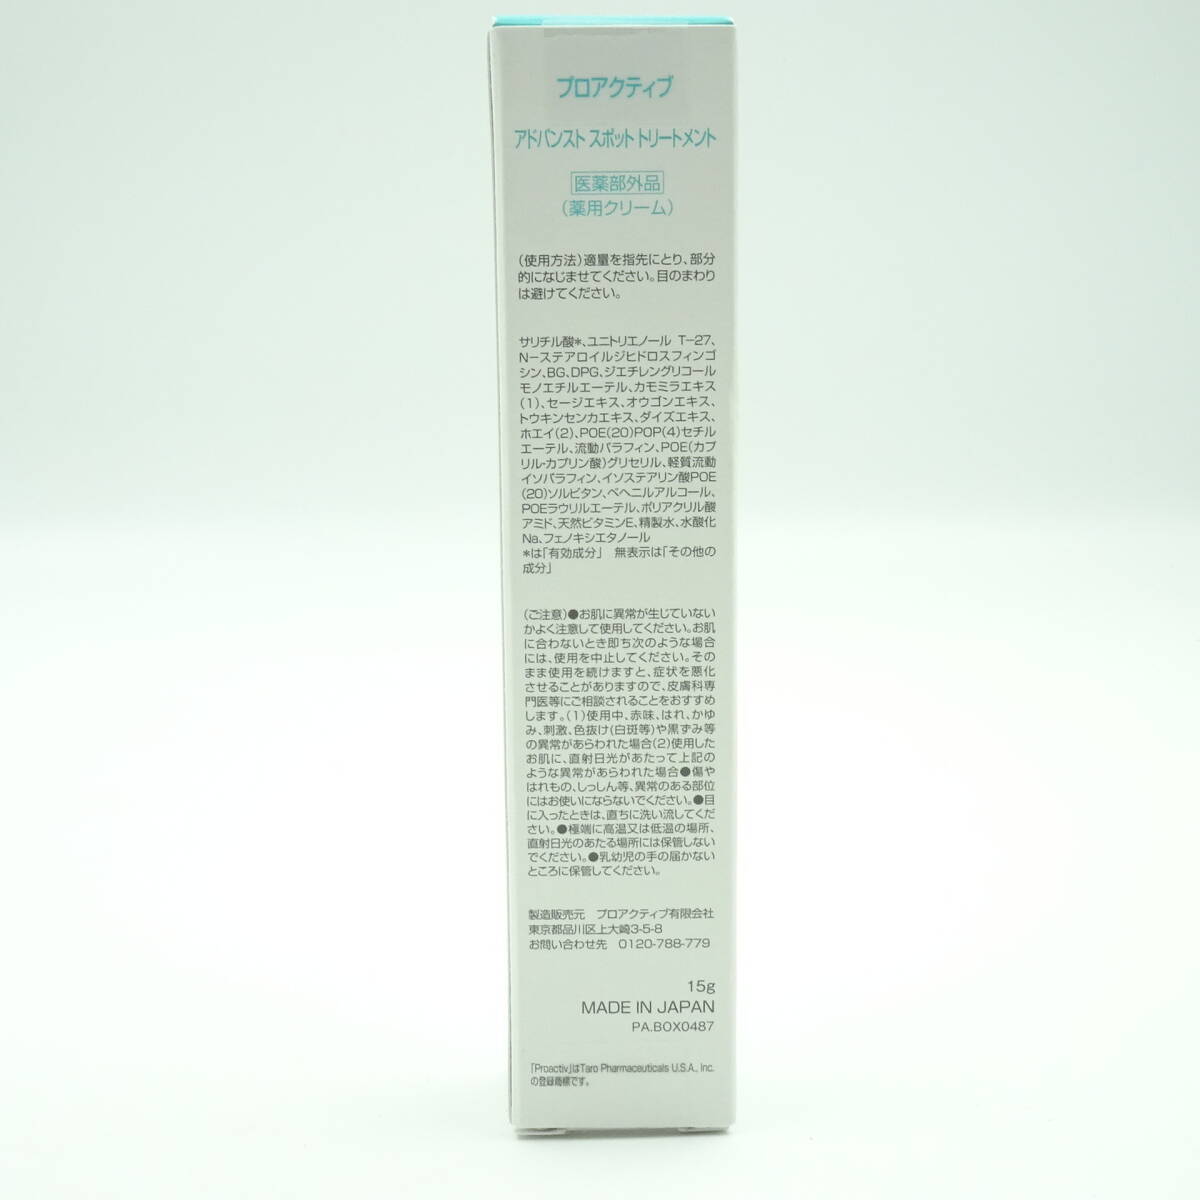 プロアクティブ
アドバンスト スポット トリートメント
医薬部外品
(薬用クリーム)
(使用方法)適量を指先にとり、部分
的になじませてください。目のまわり
は避けてください。
サリチル酸*、ユニトリエノール T-27、
N-ステアロイルジヒドロスフィンゴ
シン、BG、DPG、ジエチレングリコール
モノエチルエーテル、カモミラエキス
(1)、セージエキス、オウゴンエキス、
トウキンセンカエキス、ダイズエキス、
ホエイ(2)、POE(20)POP(4)セチル
エーテル、流動パラフィン、POE(カプ
リル・カプリン酸)グリセリル、軽質流動
イソパラフィン、イソステアリン酸POE
(20)ソルビタン、ベヘニルアルコール、
POEラウリルエーテル、ポリアクリル酸
アミド、天然ビタミンE、精製水、水酸化
Na、フェノキシエタノール
*は「有効成分」 無表示は「その他の
成分」
(ご注意)●お肌に異常が生じていない
かよく注意して使用してください。お肌
に合わないとき即ち次のような場合
には、使用を中止してください。その
まま使用を続けますと、症状を悪化
させることがありますので、皮膚科専
門医等にご相談されることをおすすめ
します。(1)使用中、赤味、はれ、かゆ
み、刺激、色抜け(白斑等)や黒ずみ等
の異常があらわれた場合(2)使用した
お肌に、直射日光があたって上記の
ような異常があらわれた場合●傷や
はれもの、しっしん等、異常のある部位
にはお使いにならないでください。●目
に入ったときは、直ちに洗い流してくだ
さい。●極端に高温又は低温の場所、
直射日光のあたる場所には保管しない
でください。●乳幼児の手の届かない
ところに保管してください。
製造販売元 プロアクティブ有限会社
東京都品川区上大崎3-5-8
お問い合わせ先 0120-788-779
15g
MADE IN JAPAN
PA.BOX0487
「Proactiv」はTaro Pharmaceuticals U.S.A., Inc.
の登録商標です。